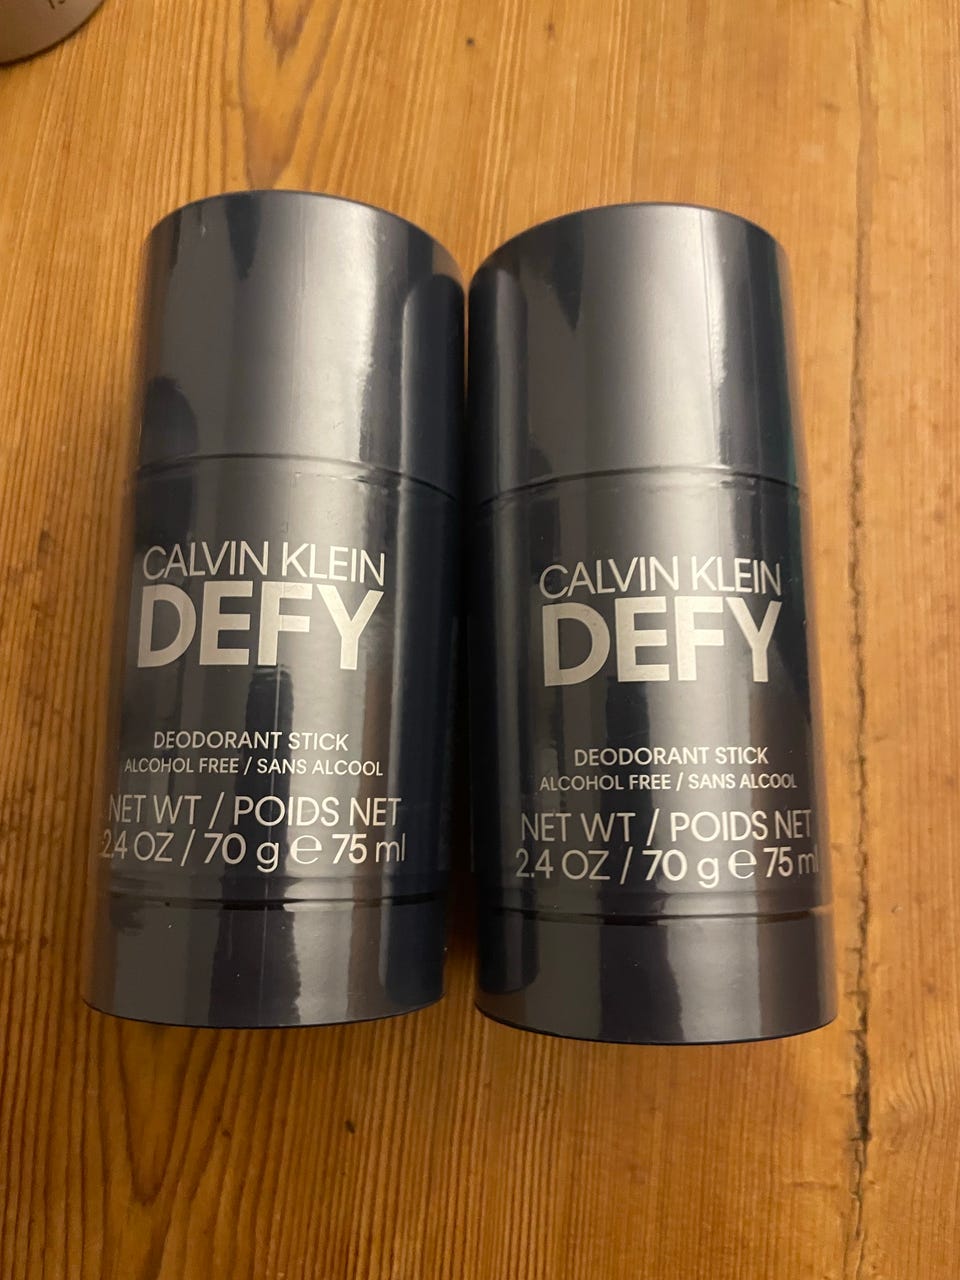 CALVIN KLEIN
DEFY
DEODORANT STICK
ALCOHOL FREE / SANS ALCOOL
NET WT / POIDS NET
2.4 OZ / 70 g e 75 ml
CALVIN KLEIN
DEFY
DEODORANT STICK
ALCOHOL FREE / SANS ALCOOL
NET WT / POIDS NET
2.4 OZ / 70 g e 75 ml